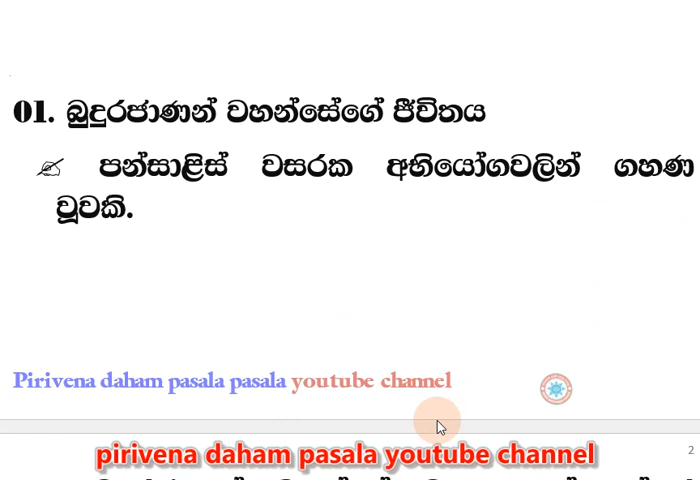 01. බුදුරජාණන් වහන්සේගේ ජීවිතය
පන්සාළිස් වසරක අභියෝගවලින් ගහණ
වූවකි.
Pirivena daham pasala pasala youtube channel
2
pirivena daham pasala youtube channel